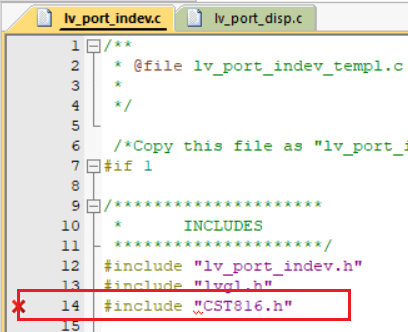 lv_port_indev.c lv_port_disp.c
1 /**
2 * @file lv_port_indev_templ.c
3 *
4 */
5
6 /*Copy this file as "lv_port_i
7 #if 1
8
9 /*********************
10 * INCLUDES
11 *********************/
12 #include "lv_port_indev.h"
13 #include "lvgl.h"
14 #include "CST816.h"
15